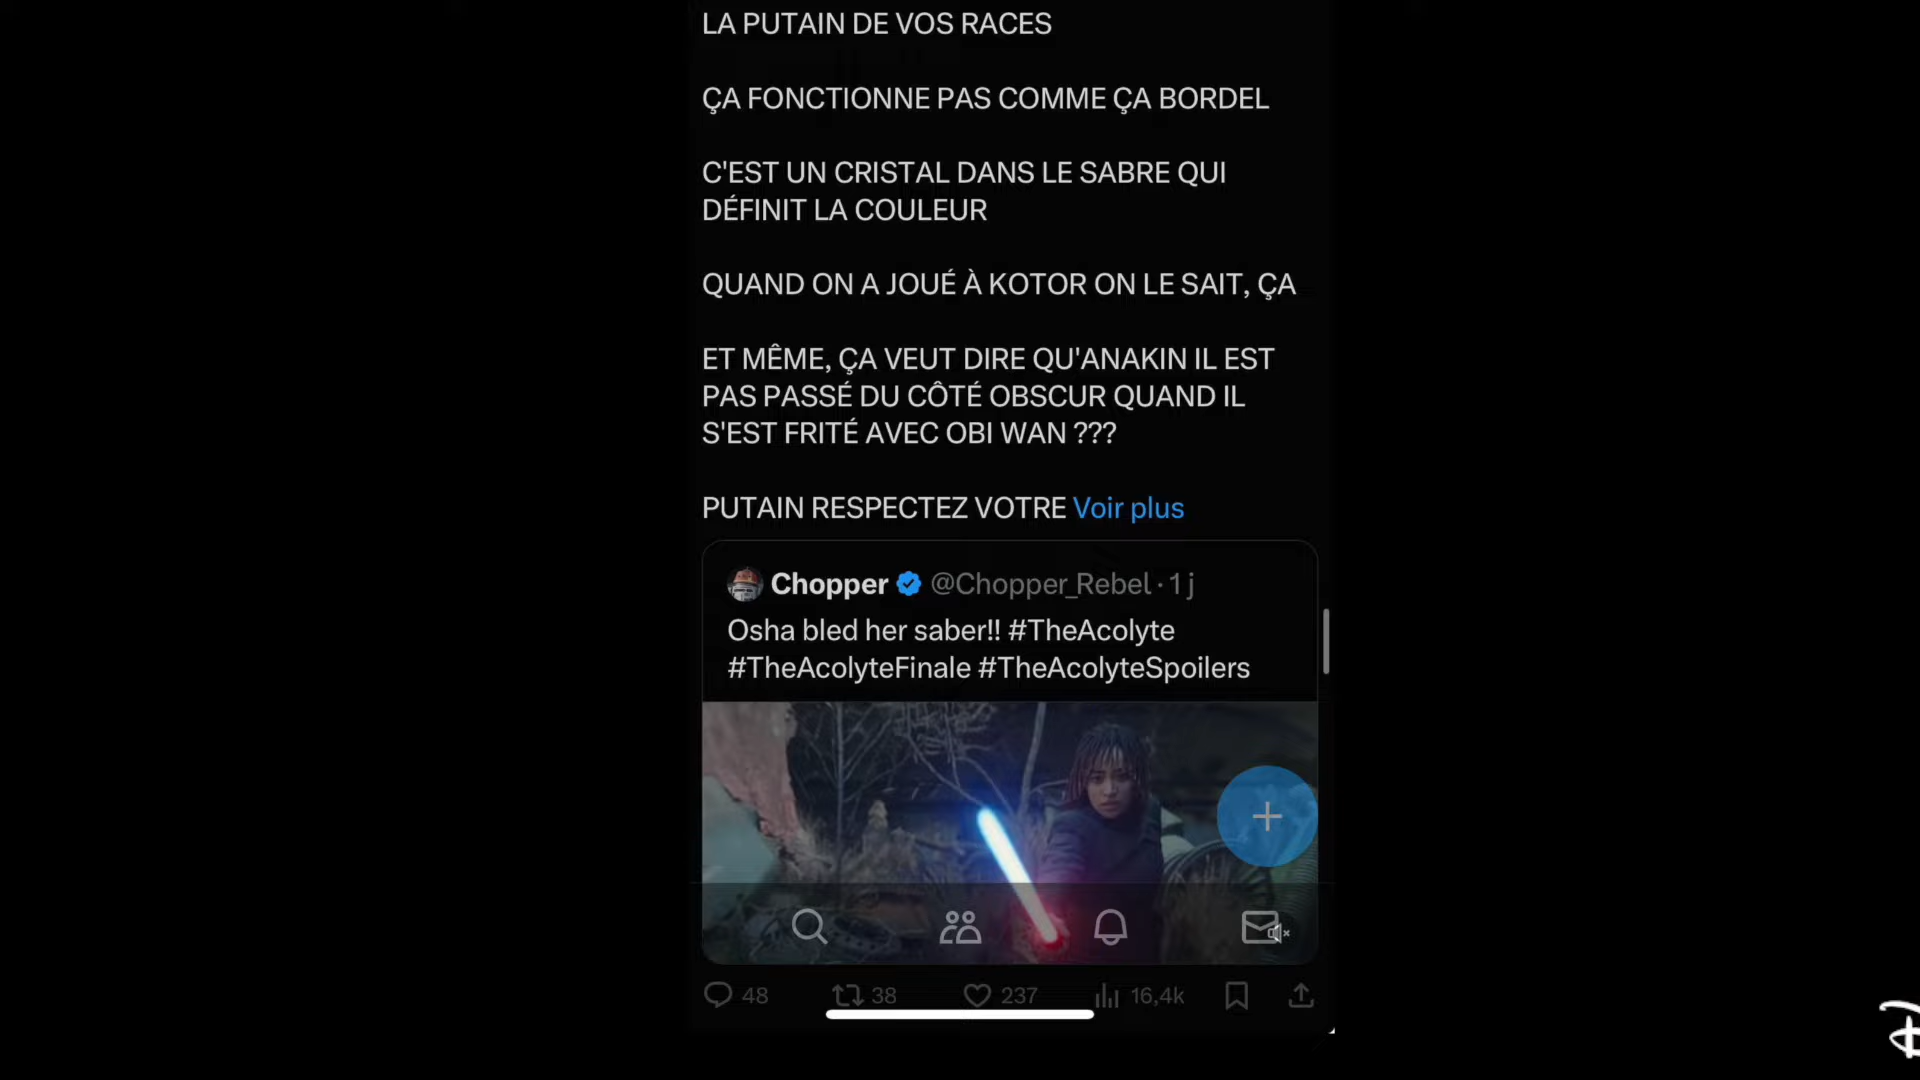 LA PUTAIN DE VOS RACES
ÇA FONCTIONNE PAS COMME ÇA BORDEL
C'EST UN CRISTAL DANS LE SABRE QUI
DÉFINIT LA COULEUR
QUAND ON A JOUÉ À KOTOR ON LE SAIT, ÇA
ET MÊME, ÇA VEUT DIRE QU'ANAKIN IL EST
PAS PASSÉ DU CÔTÉ OBSCUR QUAND IL
S'EST FRITÉ AVEC OBI WAN ???
PUTAIN RESPECTEZ VOTRE Voir plus
Chopper @Chopper_Rebel · 1 j
Osha bled her saber!! #TheAcolyte
#TheAcolyteFinale #TheAcolyteSpoilers
48 38 237 16,4k